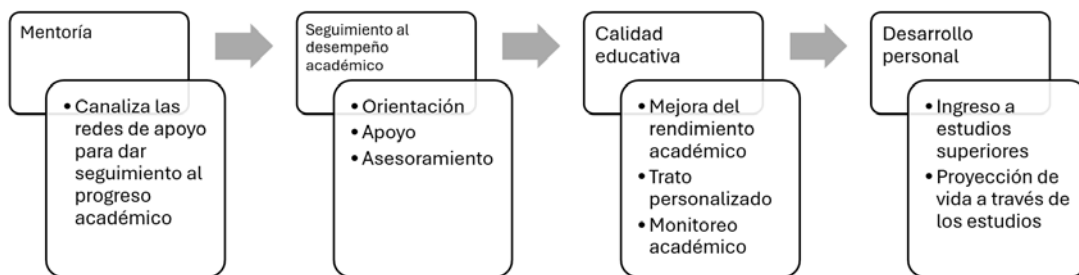 Mentoría
• Canaliza las
redes de apoyo
para dar
seguimiento al
progreso
académico
Seguimiento al
desempeño
académico
• Orientación
• Apoyo
• Asesoramiento
Calidad
educativa
• Mejora del
rendimiento
académico
• Trato
personalizado
• Monitoreo
académico
Desarrollo
personal
• Ingreso a
estudios
superiores
• Proyección de
vida a través de
los estudios